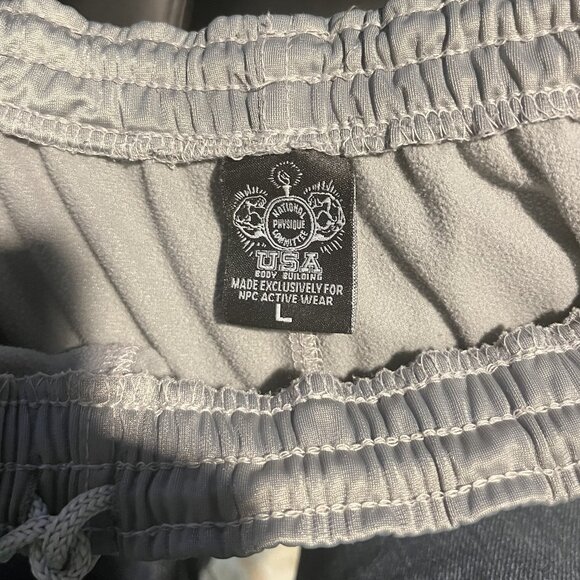 NATIONAL
PHYSIQUE
COMMITTEE
USA
BODY BUILDING
MADE EXCLUSIVELY FOR
NPC ACTIVE WEAR
L